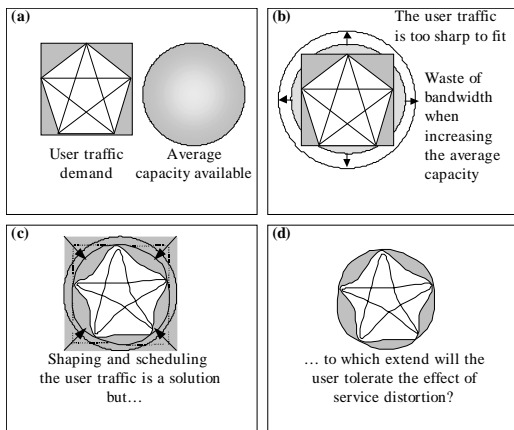 (a)
User traffic
demand
Average
capacity available
(b)
The user traffic
is too sharp to fit
Waste of
bandwidth
when
increasing
the average
capacity
(c)
Shaping and scheduling
the user traffic is a solution
but…
(d)
… to which extend will the
user tolerate the effect of
service distortion?